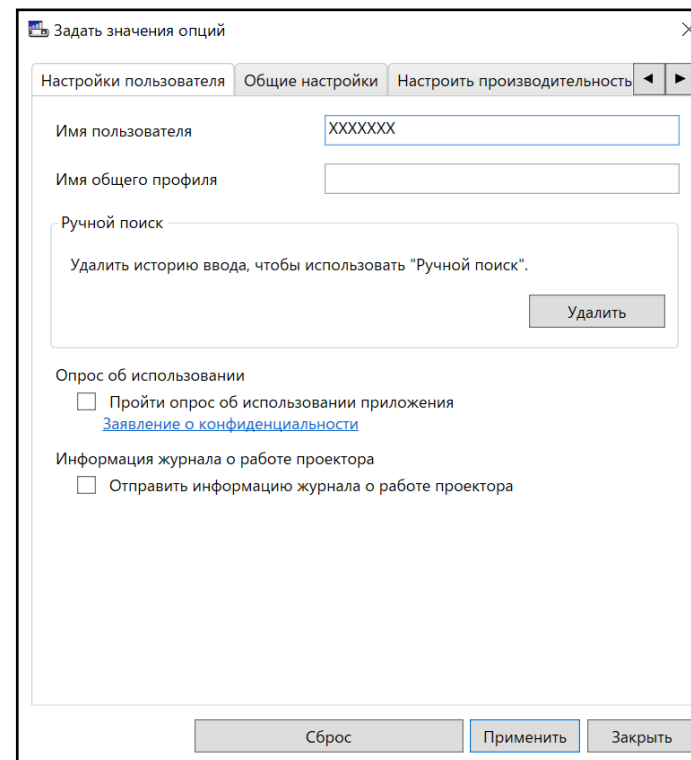 Задать значения опций
Настройки пользователя Общие настройки Настроить производительность
Имя пользователя XXXXXXX
Имя общего профиля
Ручной поиск
Удалить историю ввода, чтобы использовать "Ручной поиск".
Удалить
Опрос об использовании
Пройти опрос об использовании приложения
Заявление о конфиденциальности
Информация журнала о работе проектора
Отправить информацию журнала о работе проектора
Сброс Применить Закрыть